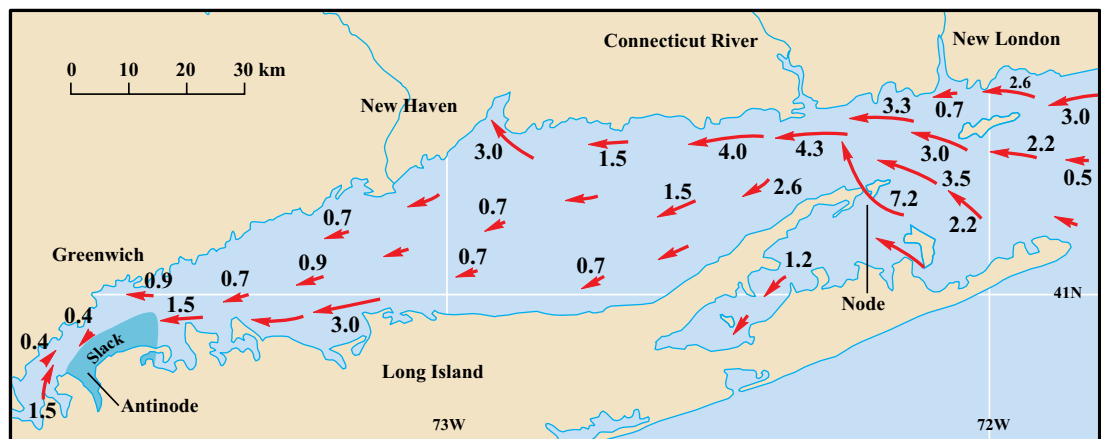 Connecticut River
New London
0 10 20 30 km
New Haven
2.6
3.3
0.7
3.0
3.0
1.5
4.0
4.3
3.0
2.2
0.5
3.5
2.6
1.5
7.2
2.2
0.7
0.7
Greenwich
0.9
0.7
0.9
0.7
0.7
1.2
1.5
3.0
Node
41N
0.4
0.4
Slack
Long Island
Antinode
1.5
73W
72W